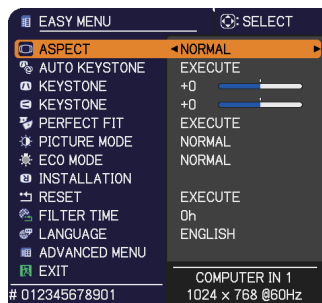 EASY MENU : SELECT
ASPECT NORMAL
AUTO KEYSTONE EXECUTE
KEYSTONE +0
KEYSTONE +0
PERFECT FIT EXECUTE
PICTURE MODE NORMAL
ECO MODE NORMAL
INSTALLATION
RESET EXECUTE
FILTER TIME 0h
LANGUAGE ENGLISH
ADVANCED MENU
EXIT
COMPUTER IN 1
# 012345678901 1024 x 768 @60Hz